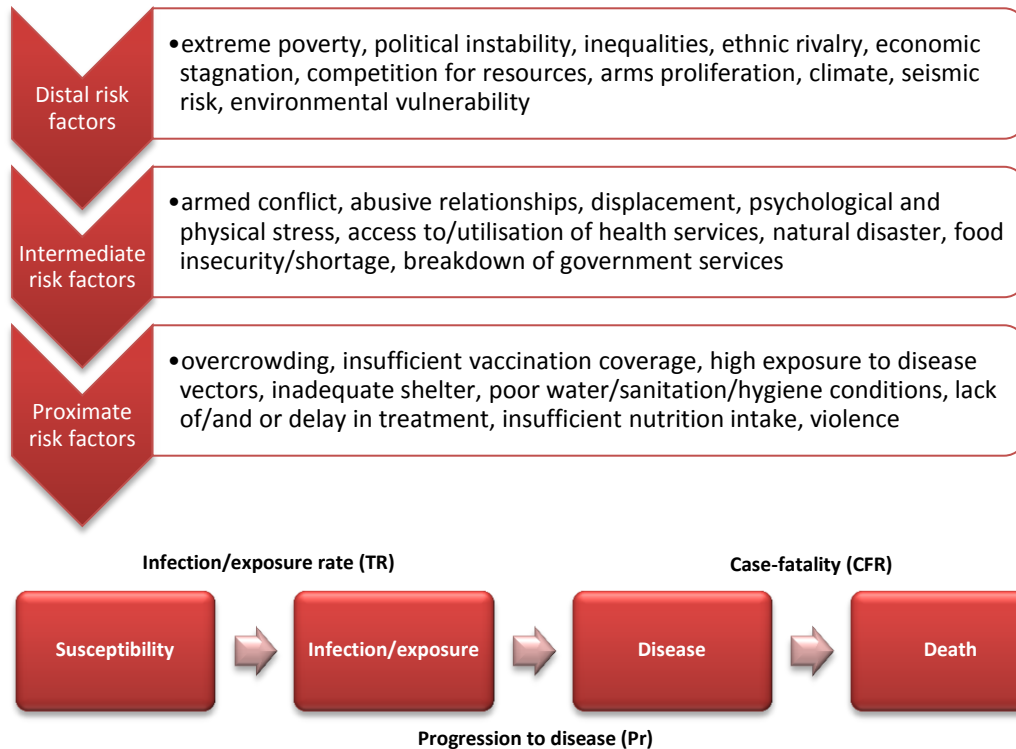 Distal risk
factors
•extreme poverty, political instability, inequalities, ethnic rivalry, economic
stagnation, competition for resources, arms proliferation, climate, seismic
risk, environmental vulnerability
Intermediate
risk factors
•armed conflict, abusive relationships, displacement, psychological and
physical stress, access to/utilisation of health services, natural disaster, food
insecurity/shortage, breakdown of government services
Proximate
risk factors
•overcrowding, insufficient vaccination coverage, high exposure to disease
vectors, inadequate shelter, poor water/sanitation/hygiene conditions, lack
of/and or delay in treatment, insufficient nutrition intake, violence
Infection/exposure rate (TR)
Case-fatality (CFR)
Susceptibility
Infection/exposure
Disease
Death
Progression to disease (Pr)